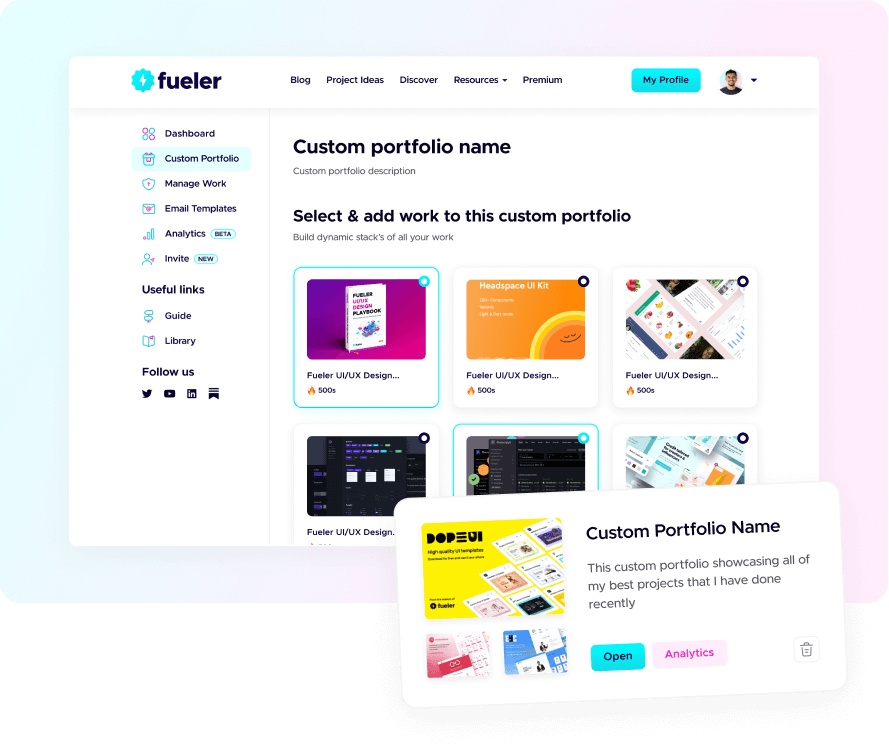 fueler
Blog Project Ideas Discover Resources Premium
My Profile
Dashboard
Custom Portfolio
Manage Work
Email Templates
Analytics BETA
Invite NEW
Useful links
Guide
Library
Follow us
Custom portfolio name
Custom portfolio description
Select & add work to this custom portfolio
Build dynamic stack's of all your work
FUELER
UI/UX
DESIGN
PLAYBOOK
Fueler UI/UX Design...
500s
Headspace UI Kit
Fueler UI/UX Design...
500s
Fueler UI/UX Design...
500s
Fueler UI/UX Design..
DOPEUI
High quality UI templates
fueler
Custom Portfolio Name
This custom portfolio showcasing all of
my best projects that I have done
recently
Open
Analytics